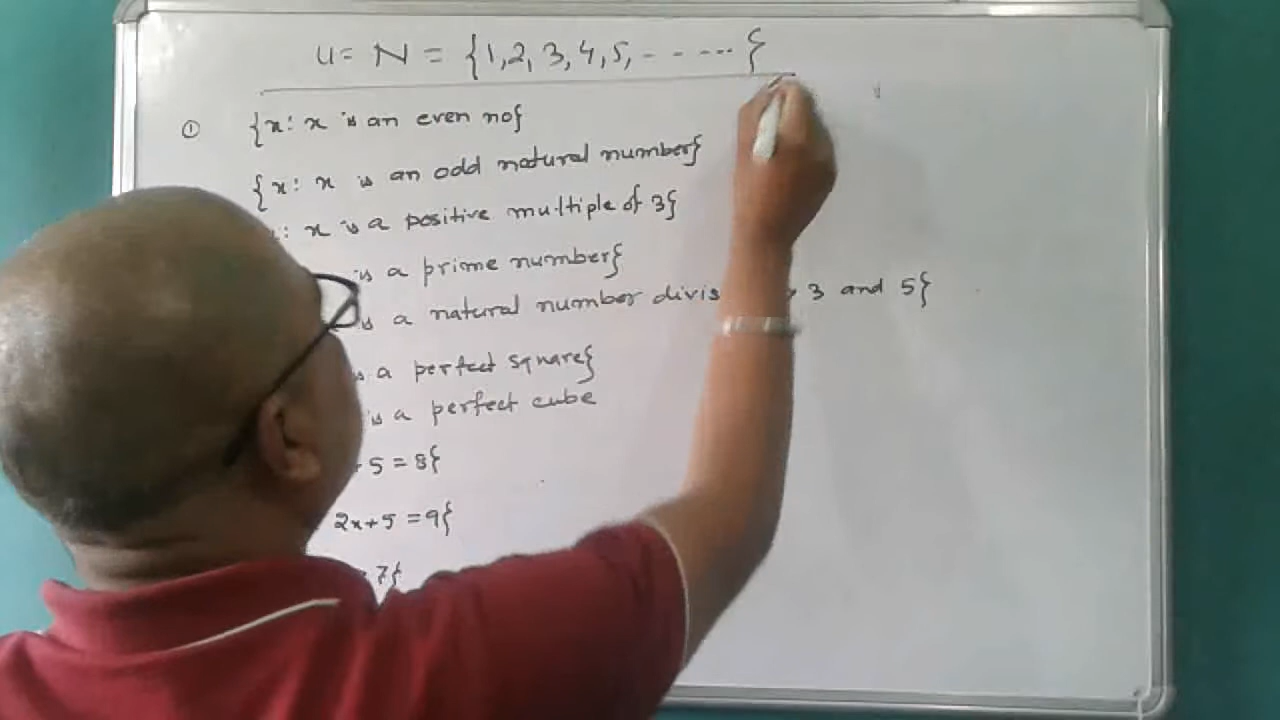 U = N = {1,2,3,4,5,- - - ---}
① {x: x is an even no}
{x: x is an odd natural number}
: x is a positive multiple of 3}
is a prime number}
is a natural number divis 3 and 5}
is a perfect square}
is a perfect cube
+ 5 = 8}
2x+5 = 9}
7}